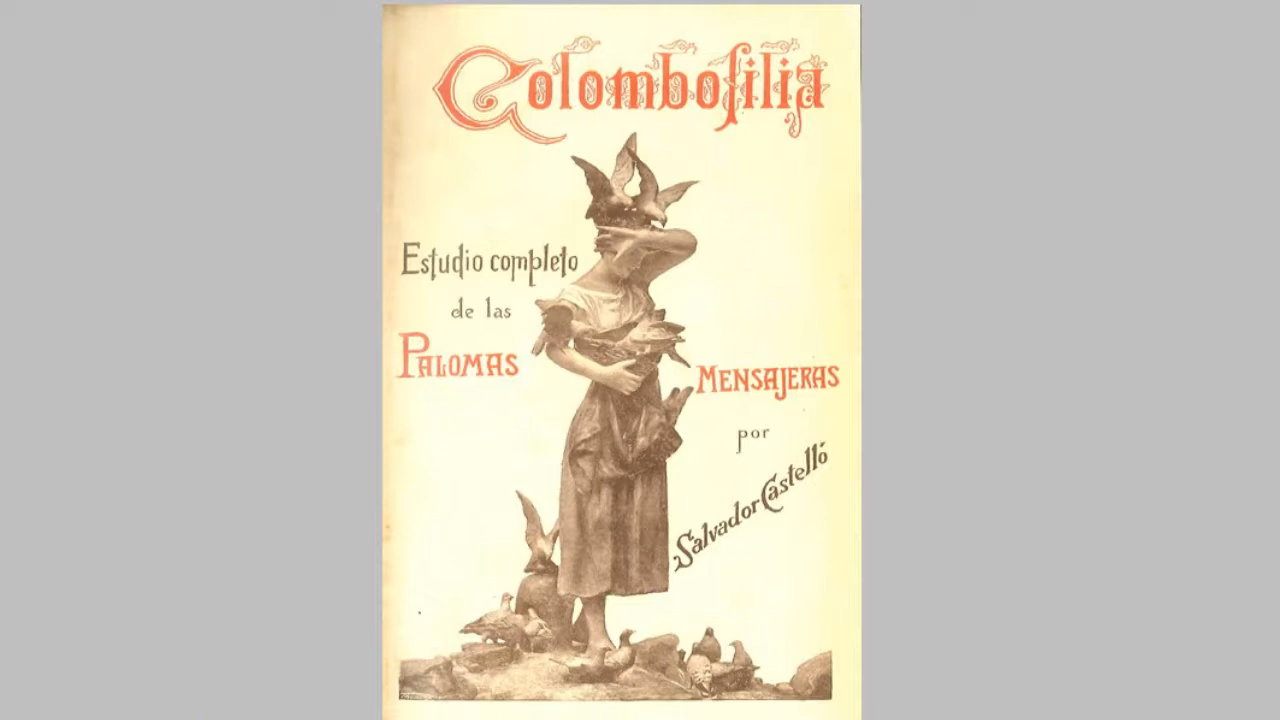 Colombofilia
Estudio completo
de las
PALOMAS
MENSAJERAS
por
Salvador Castelló